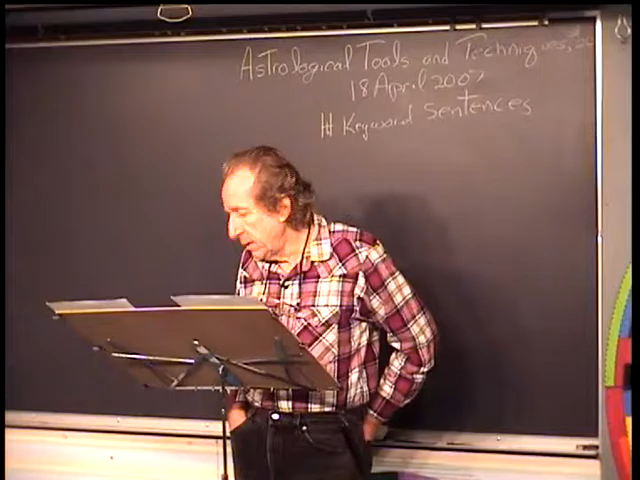 Astrological Tools and Techniques,
18 April 2007
# Keyword Sentences